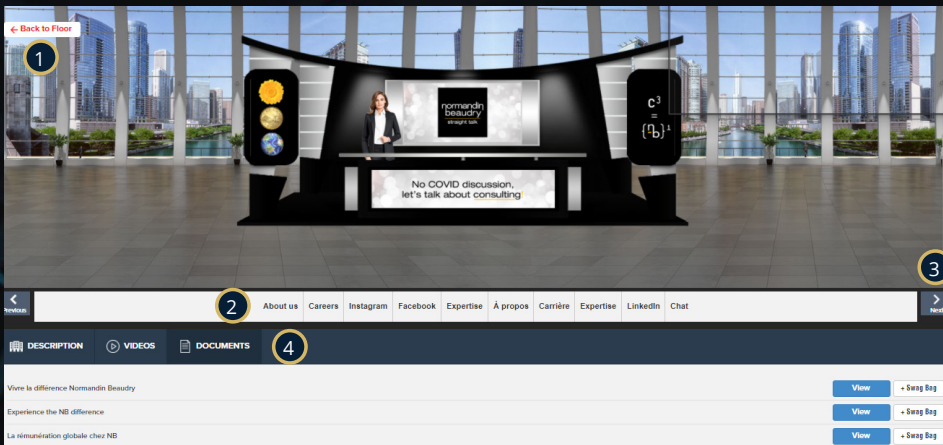 ← Back to Floor
1
normandin
beaudry
straight talk
c³
=
{nb}¹
No COVID discussion,
let's talk about consulting!
3
Previous
2
About us Careers Instagram Facebook Expertise À propos Carrière Expertise LinkedIn Chat
Next
DESCRIPTION VIDEOS DOCUMENTS 4
Vivre la différence Normandin Beaudry View + Swag Bag
Experience the NB difference View + Swag Bag
La rémunération globale chez NB View + Swag Bag